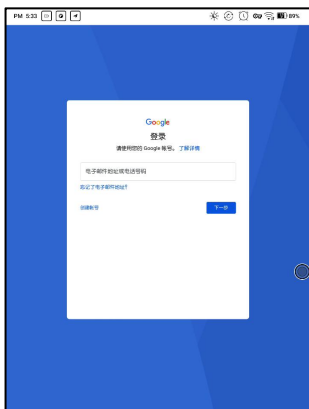 PM 5:33 89%
Google
登录
请使用您的 Google 帐号。 了解详情
电子邮件地址或电话号码
忘记了电子邮件地址?
创建帐号 下一步